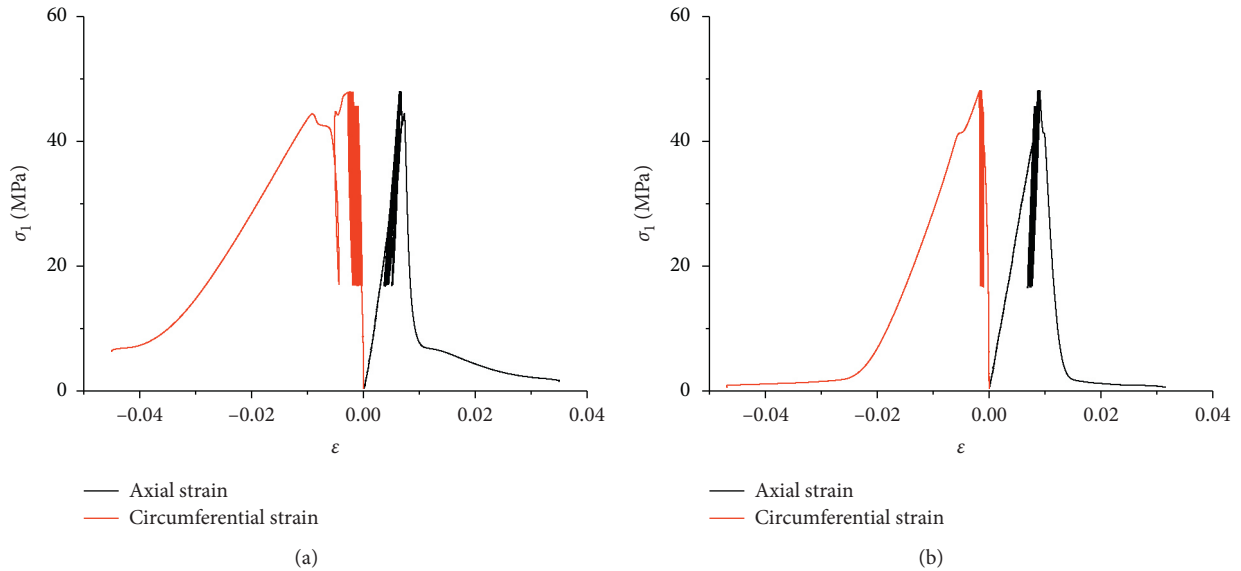 60
40
20
0
σ1 (MPa)
−0.04
−0.02
0.00
0.02
0.04
ε
Axial strain
Circumferential strain
(a)
60
40
20
0
σ1 (MPa)
−0.04
−0.02
0.00
0.02
0.04
ε
Axial strain
Circumferential strain
(b)